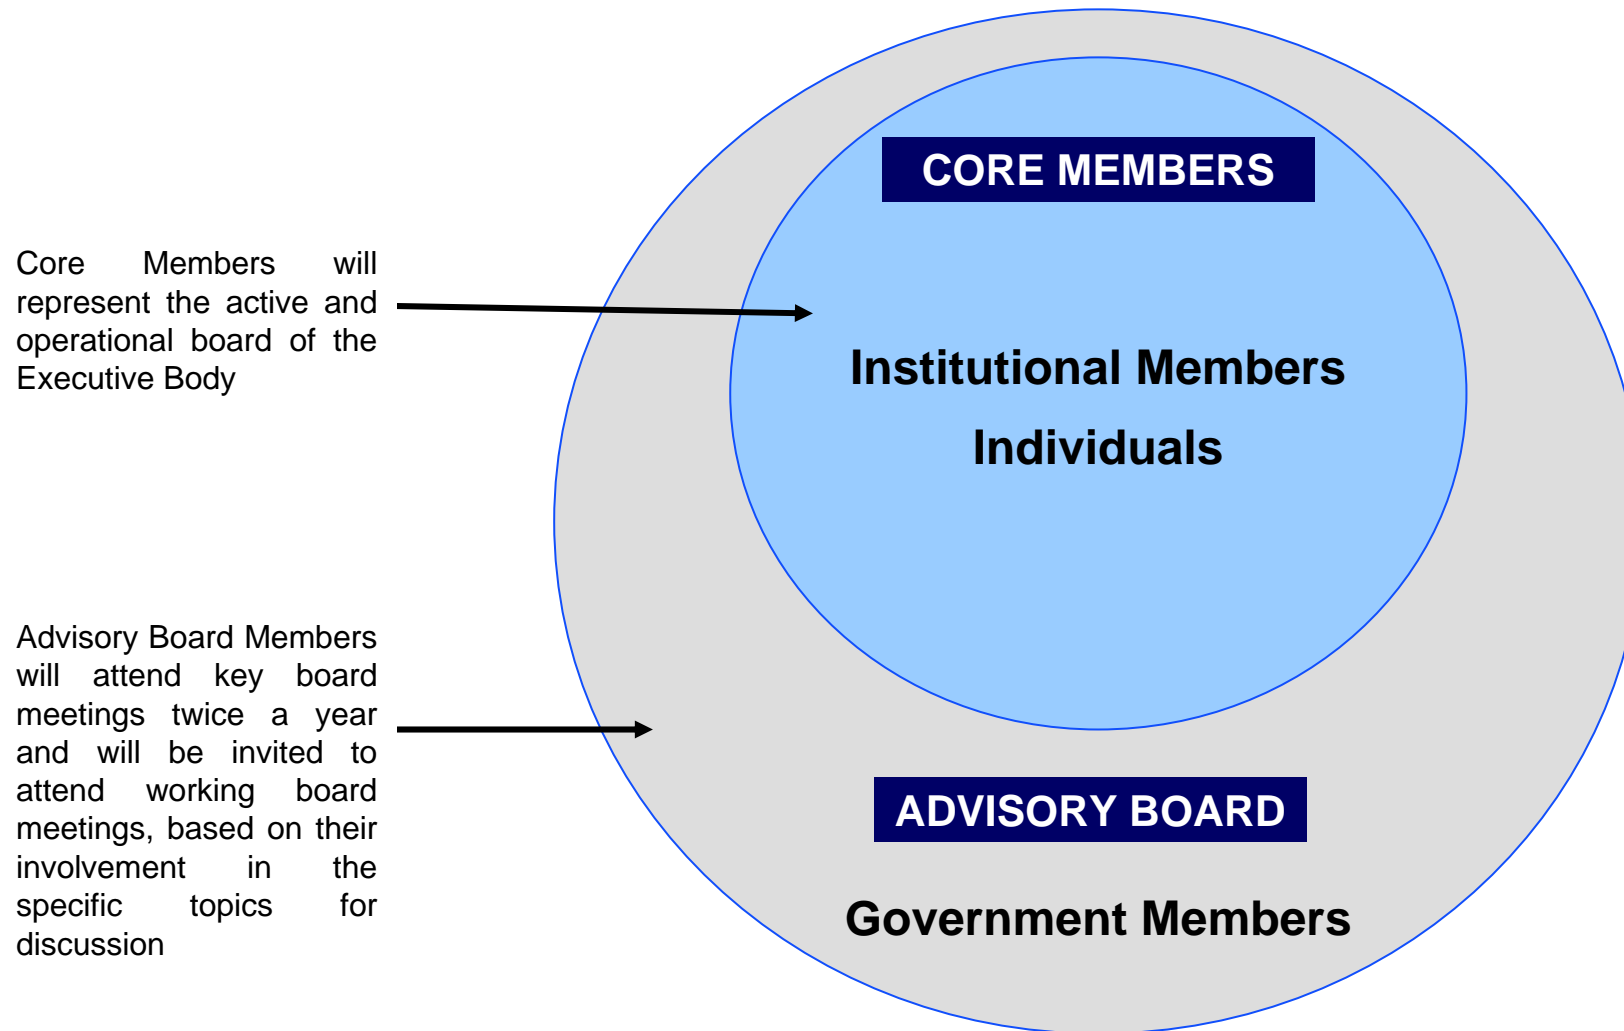 CORE MEMBERS
Core Members will
represent the active and
operational board of the
Executive Body
Institutional Members
Individuals
Advisory Board Members
will attend key board
meetings twice a year
and will be invited to
attend working board
meetings, based on their
involvement in the
specific topics for
discussion
ADVISORY BOARD
Government Members